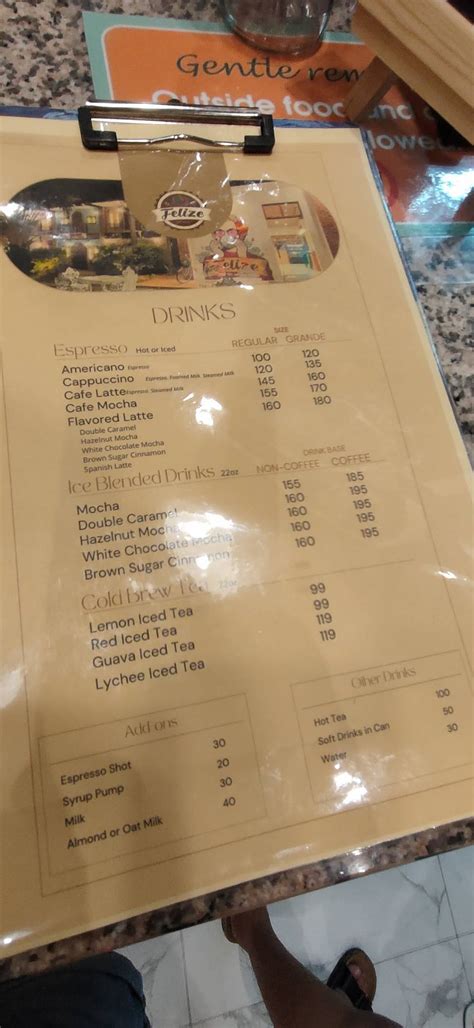 Gentle rem
Outside food and
lowed
Felize
elize
DRINKS
SIZE
Espresso Hot or Iced REGULAR GRANDE
Americano Espresso 100 120
Cappuccino Espresso, Foamed Milk, Steamed Milk 120 135
Cafe Latte Espresso, Steamed Milk 145 160
Cafe Mocha 155 170
Flavored Latte 160 180
Double Caramel
Hazelnut Mocha
White Chocolate Mocha
Brown Sugar Cinnamon
Spanish Latte
DRINK BASE
Ice Blended Drinks 22oz NON-COFFEE COFFEE
Mocha 155 185
Double Caramel 160 195
Hazelnut Mocha 160 195
White Chocolate Mocha 160 195
Brown Sugar Cinnamon 160 195
Cold Brew Tea 22oz
Lemon Iced Tea 99
Red Iced Tea 99
Guava Iced Tea 119
Lychee Iced Tea 119
Add ons
Espresso Shot 30
Syrup Pump 20
Milk 30
Almond or Oat Milk 40
Other Drinks
Hot Tea 100
Soft Drinks in Can 50
Water 30